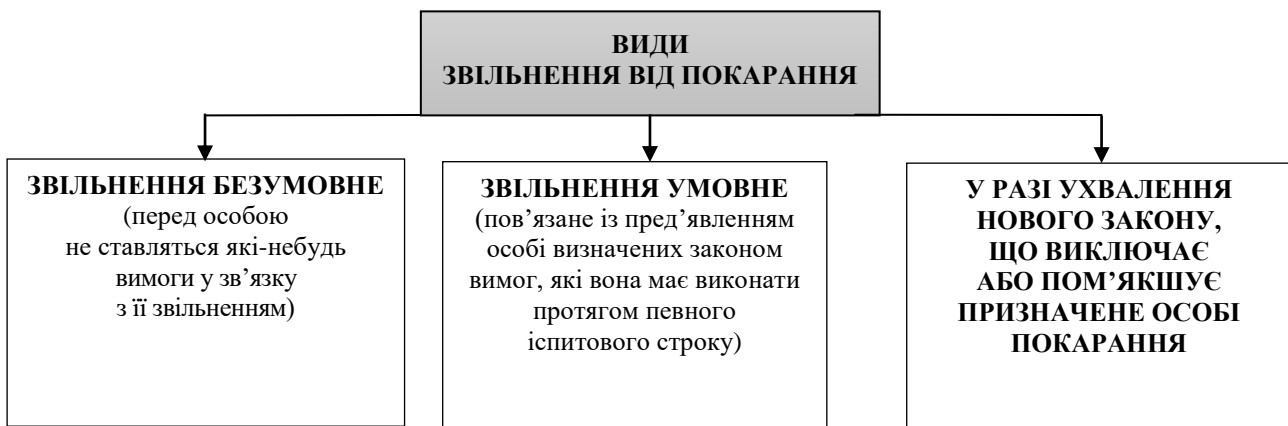 ВИДИ
ЗВІЛЬНЕННЯ ВІД ПОКАРАННЯ
ЗВІЛЬНЕННЯ БЕЗУМОВНЕ
(перед особою
не ставляться які-небудь
вимоги у зв’язку
з її звільненням)
ЗВІЛЬНЕННЯ УМОВНЕ
(пов’язане із пред’явленням
особі визначених законом
вимог, які вона має виконати
протягом певного
іспитового строку)
У РАЗІ УХВАЛЕННЯ
НОВОГО ЗАКОНУ,
ЩО ВИКЛЮЧАЄ
АБО ПОМ’ЯКШУЄ
ПРИЗНАЧЕНЕ ОСОБІ
ПОКАРАННЯ